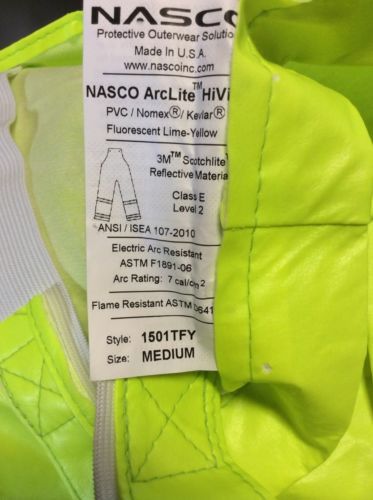 NASCO
Protective Outerwear Solution
Made In U.S.A.
www.nascoinc.com
NASCO ArcLite™ HiVi
PVC / Nomex® / Kevlar®
Fluorescent Lime-Yellow
3M™ Scotchlite
Reflective Material
Class E
Level 2
ANSI / ISEA 107-2010
Electric Arc Resistant
ASTM F1891-06
Arc Rating: 7 cal/cm2
Flame Resistant ASTM 641
Style: 1501TFY
Size: MEDIUM